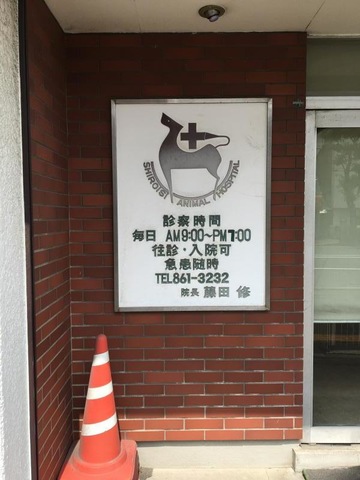 SHIROISI ANIMAL HOSPITAL
診察時間
毎日 AM9:00~PM7:00
往診・入院可
急患随時
TEL861-3232
院長 藤田 修